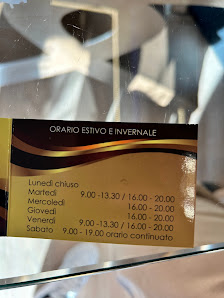 ORARIO ESTIVO E INVERNALE
Lunedì chiuso
Martedì 9.00 -13.30 / 16.00 - 20.00
Mercoledì 16.00 - 20.00
Giovedì 16.00 - 20.00
Venerdì 9.00 -13.30 / 16.00 - 20.00
Sabato 9.00 - 19.00 orario continuato